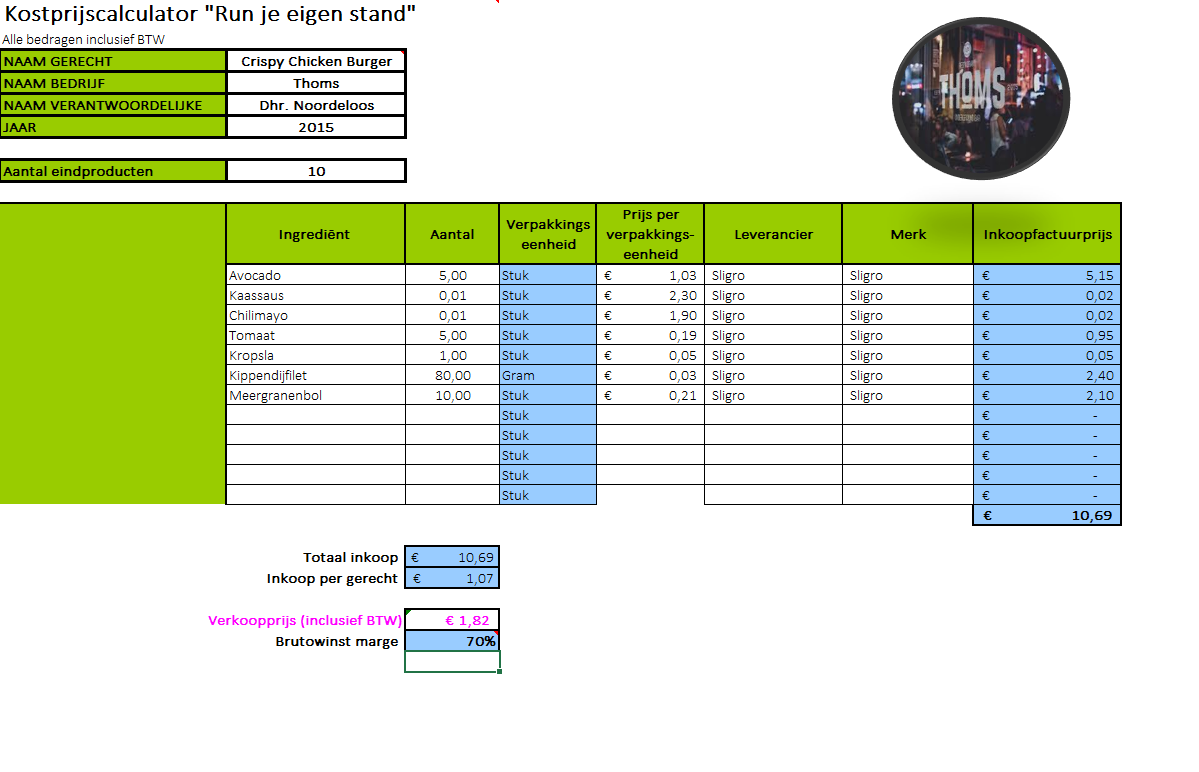 Kostprijscalculator "Run je eigen stand"
Alle bedragen inclusief BTW
NAAM GERECHT Crispy Chicken Burger
NAAM BEDRIJF Thoms
NAAM VERANTWOORDELIJKE Dhr. Noordeloos
JAAR 2015
THOMS
Aantal eindproducten 10
Ingrediënt Aantal Verpakkings eenheid Prijs per verpakkings-eenheid Leverancier Merk Inkoopfactuurprijs
Avocado 5,00 Stuk € 1,03 Sligro Sligro € 5,15
Kaassaus 0,01 Stuk € 2,30 Sligro Sligro € 0,02
Chilimayo 0,01 Stuk € 1,90 Sligro Sligro € 0,02
Tomaat 5,00 Stuk € 0,19 Sligro Sligro € 0,95
Kropsla 1,00 Stuk € 0,05 Sligro Sligro € 0,05
Kippendijfilet 80,00 Gram € 0,03 Sligro Sligro € 2,40
Meergranenbol 10,00 Stuk € 0,21 Sligro Sligro € 2,10
Stuk € -
Stuk € -
Stuk € -
Stuk € -
Stuk € -
€ 10,69
Totaal inkoop € 10,69
Inkoop per gerecht € 1,07
Verkoopprijs (inclusief BTW) € 1,82
Brutowinst marge 70%